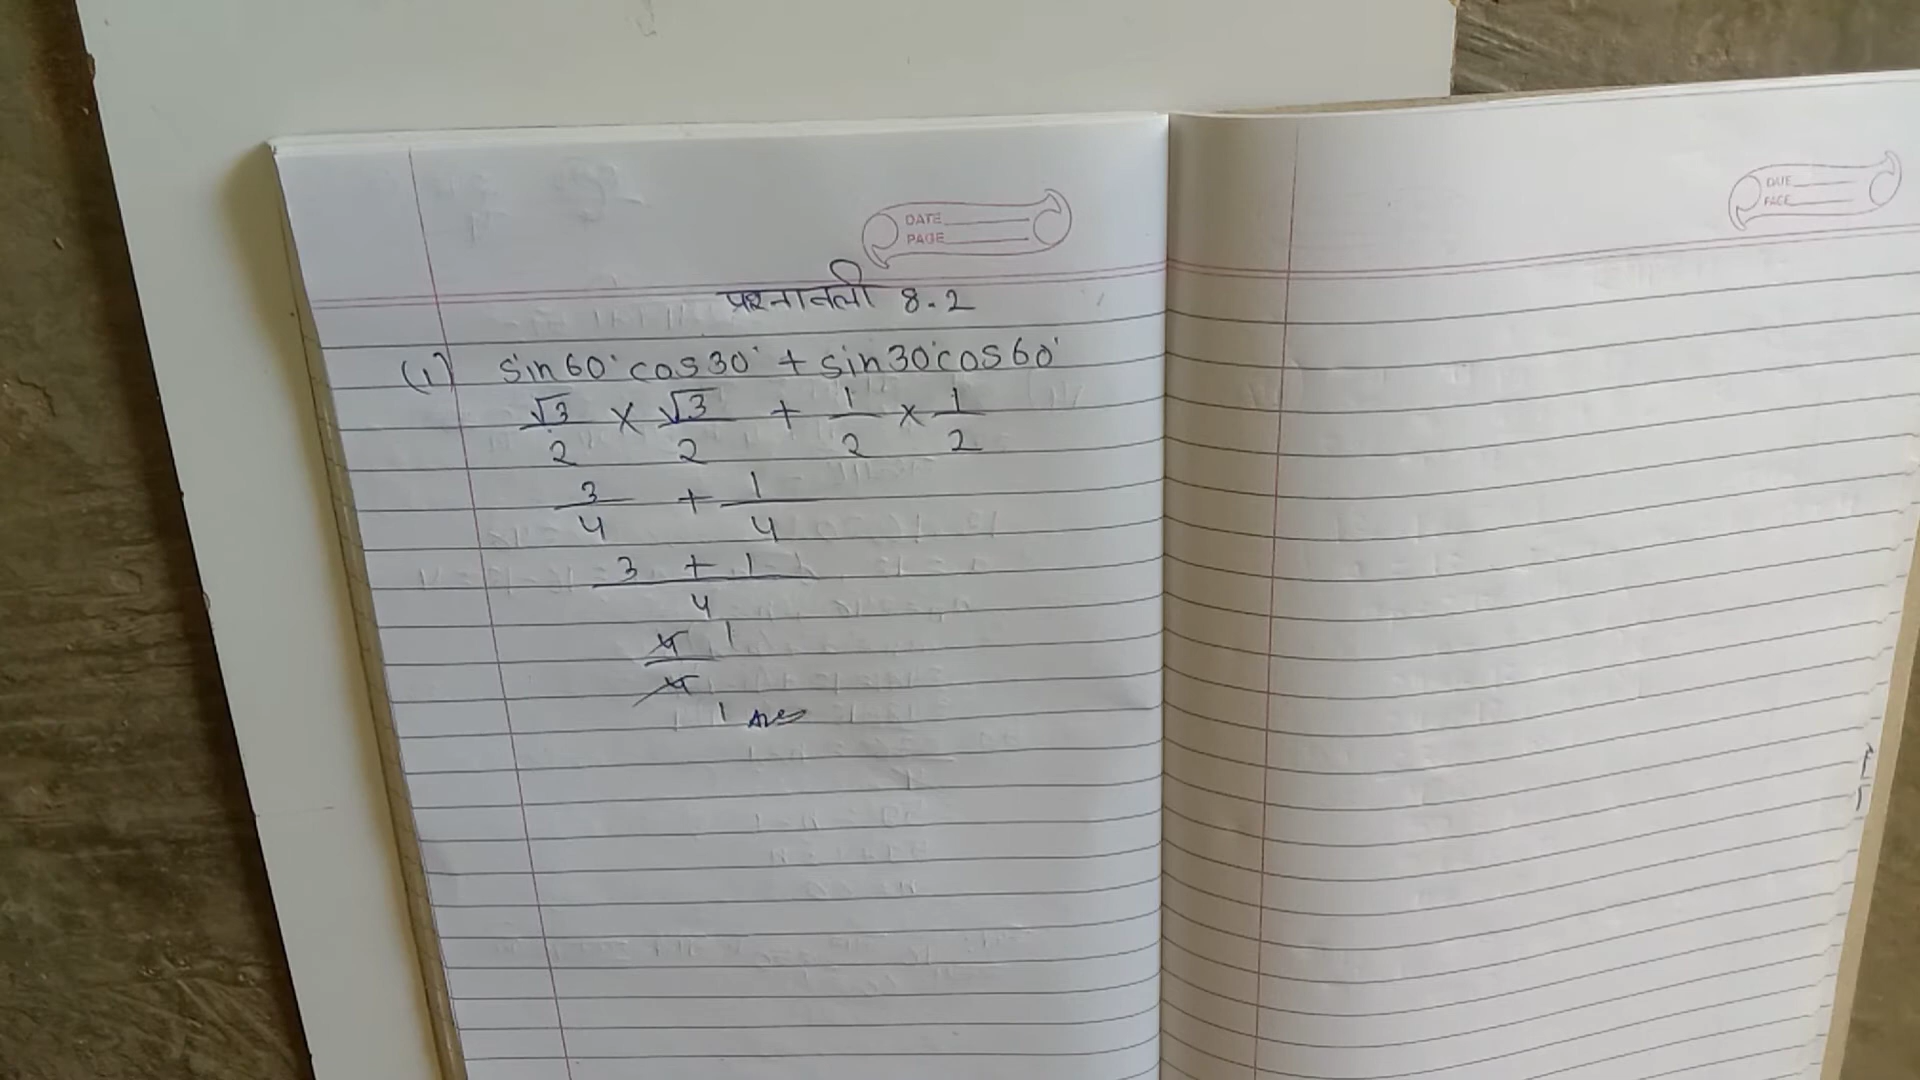 DATE
PAGE
प्रश्नावली 8.2
(i) sin60° cos30° + sin30° cos60°
√3/2 × √3/2 + 1/2 × 1/2
3/4 + 1/4
3 + 1/4
4/4 1
1 Ans
DATE
PAGE